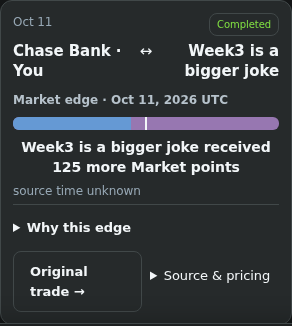 Oct 11
Completed
Chase Bank · ↔ Week3 is a
You bigger joke
Market edge · Oct 11, 2026 UTC
Week3 is a bigger joke received
125 more Market points
source time unknown
▶ Why this edge
Original
trade →
▶ Source & pricing